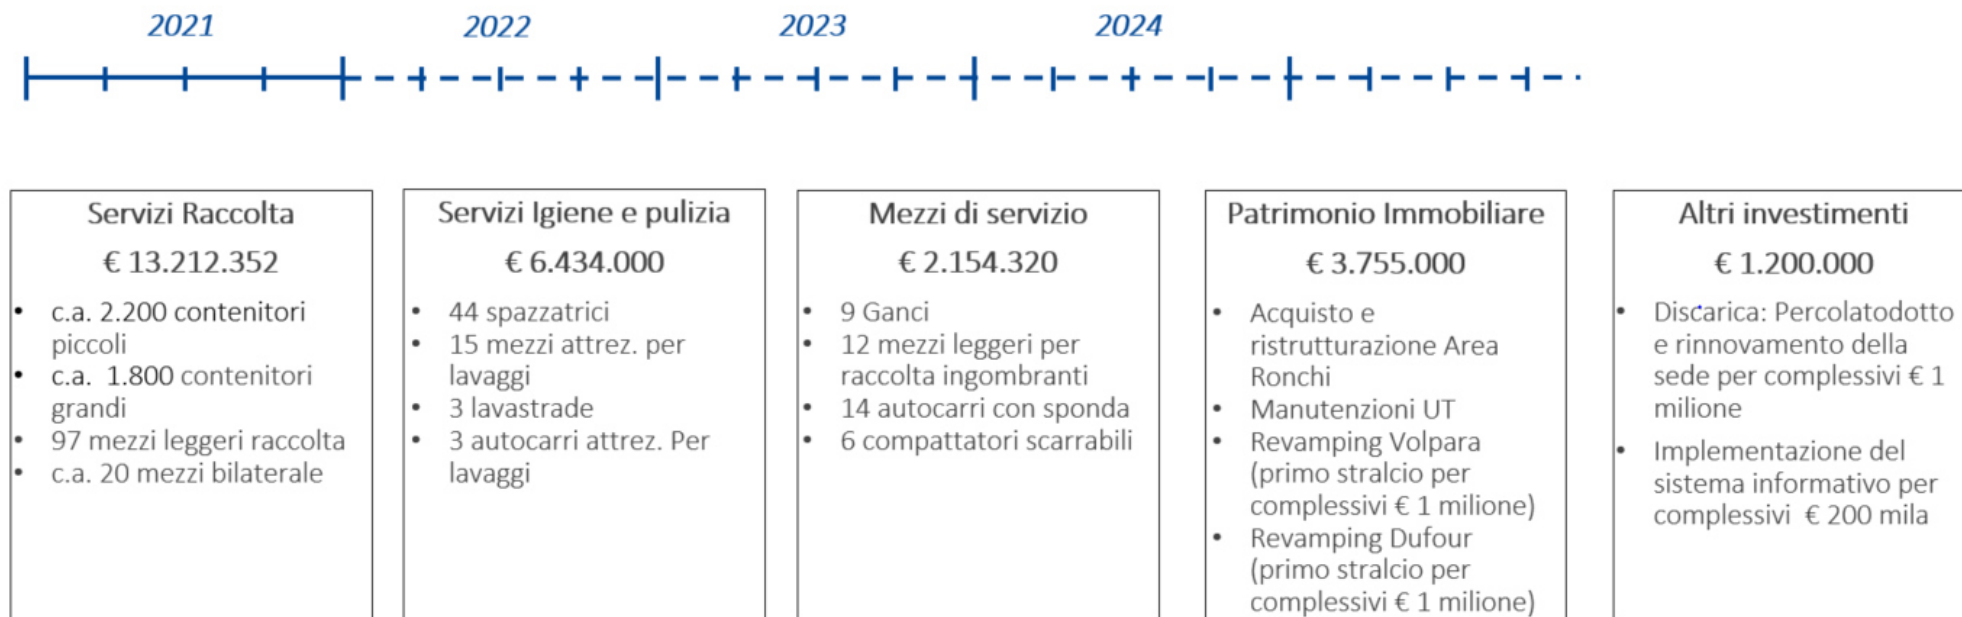 2021
2022
2023
2024
Servizi Raccolta
€ 13.212.352
• c.a. 2.200 contenitori
piccoli
• c.a. 1.800 contenitori
grandi
• 97 mezzi leggeri raccolta
• c.a. 20 mezzi bilaterale
Servizi Igiene e pulizia
€ 6.434.000
• 44 spazzatrici
• 15 mezzi attrez. per
lavaggi
• 3 lavastrade
• 3 autocarri attrez. Per
lavaggi
Mezzi di servizio
€ 2.154.320
• 9 Ganci
• 12 mezzi leggeri per
raccolta ingombranti
• 14 autocarri con sponda
• 6 compattatori scarrabili
Patrimonio Immobiliare
€ 3.755.000
• Acquisto e
ristrutturazione Area
Ronchi
• Manutenzioni UT
• Revamping Volpara
(primo stralcio per
complessivi € 1 milione)
• Revamping Dufour
(primo stralcio per
complessivi € 1 milione)
Altri investimenti
€ 1.200.000
• Discarica: Percolatodotto
e rinnovamento della
sede per complessivi € 1
milione
• Implementazione del
sistema informativo per
complessivi € 200 mila